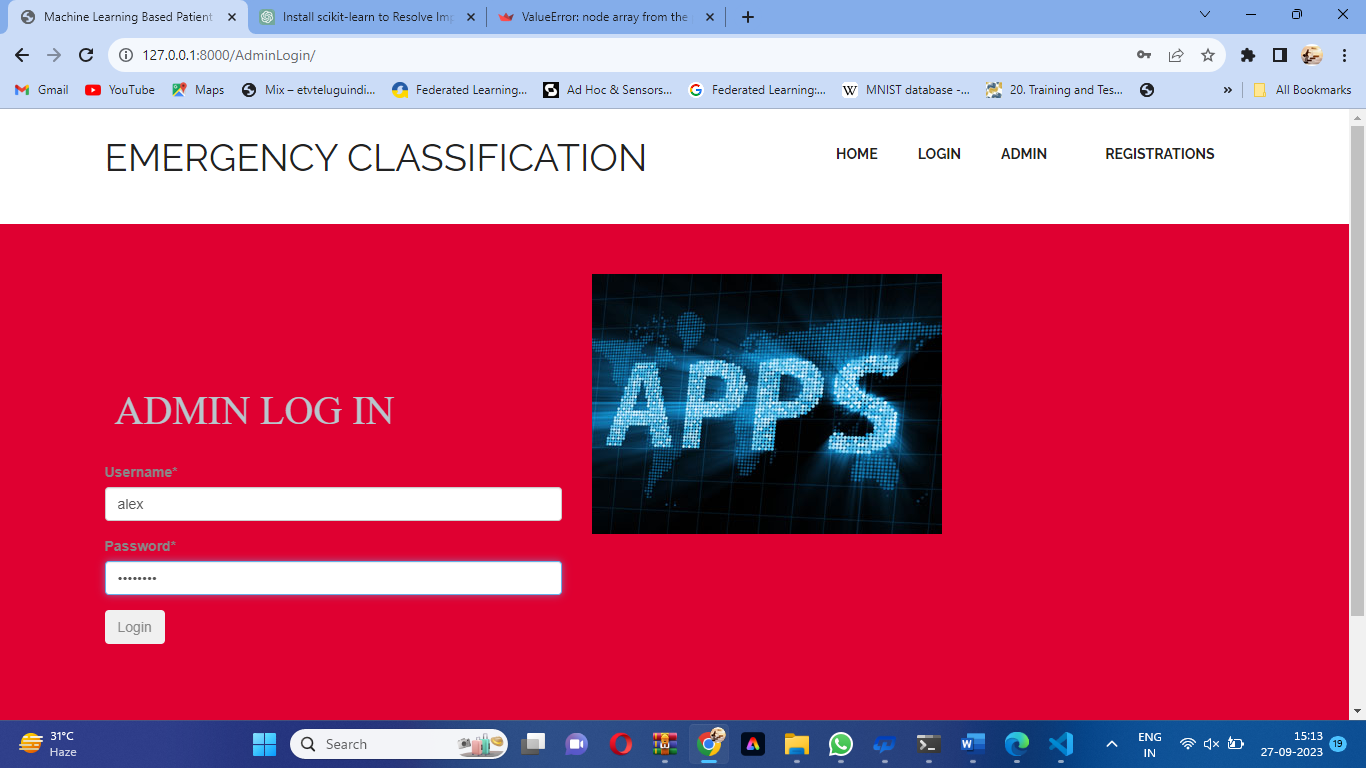 Machine Learning Based Patient
Install scikit-learn to Resolve Imp
ValueError: node array from the
127.0.0.1:8000/AdminLogin/
Gmail
YouTube
Maps
Mix – etvteluguindi...
Federated Learning...
Ad Hoc & Sensors...
Federated Learning:...
W
MNIST database -...
20. Training and Tes...
»
All Bookmarks
EMERGENCY CLASSIFICATION
HOME
LOGIN
ADMIN
REGISTRATIONS
APPS
ADMIN LOG IN
Username*
alex
Password*
••••••••
Login
31°C
Haze
Search
ENG
IN
15:13
27-09-2023
19